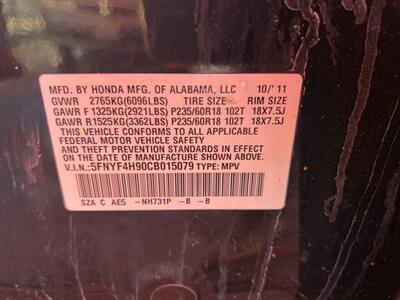 MFD. BY HONDA MFG. OF ALABAMA, LLC 10/'11
GVWR 2765KG(6096LBS) TIRE SIZE RIM SIZE
GAWR F1325KG(2921LBS) P235/60R18 102T 18X7.5J
GAWR R1525KG(3362LBS) P235/60R18 102T 18X7.5J
THIS VEHICLE CONFORMS TO ALL APPLICABLE
FEDERAL MOTOR VEHICLE SAFETY
AND THEFT PREVENTION STANDARDS IN EFFECT
ON THE DATE OF MANUFACTURE SHOWN ABOVE.
V.I.N.:5FNYF4H90CB015079 TYPE: MPV
SZA C AE5 -NH731P -B -B